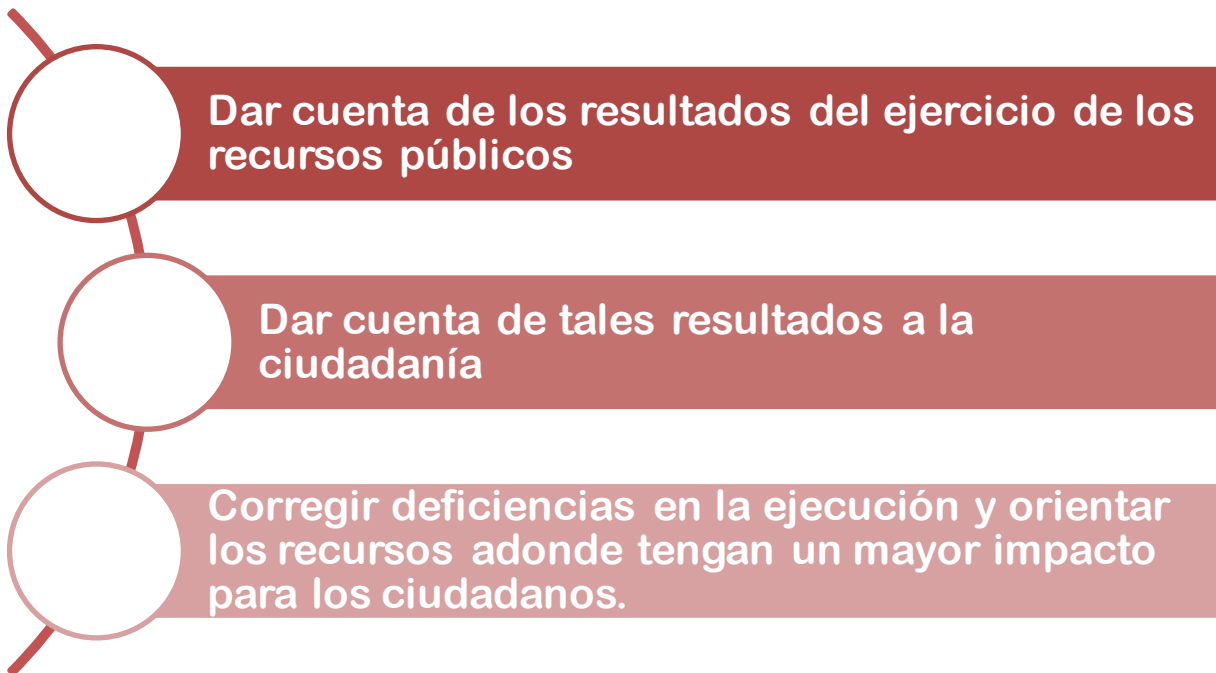 Dar cuenta de los resultados del ejercicio de los
recursos públicos
Dar cuenta de tales resultados a la
ciudadanía
Corregir deficiencias en la ejecución y orientar
los recursos adonde tengan un mayor impacto
para los ciudadanos.